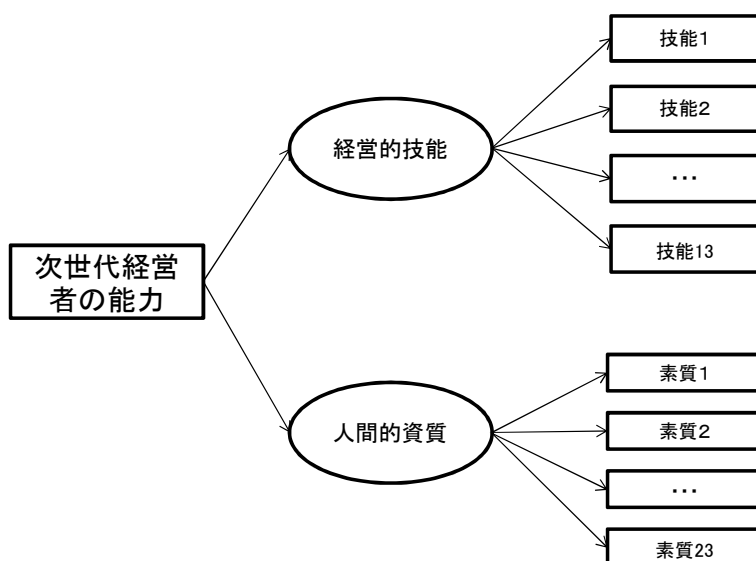 技能1
技能２
経営的技能
…
技能13
次世代経営
者の能力
素質１
素質２
人間的資質
…
素質23